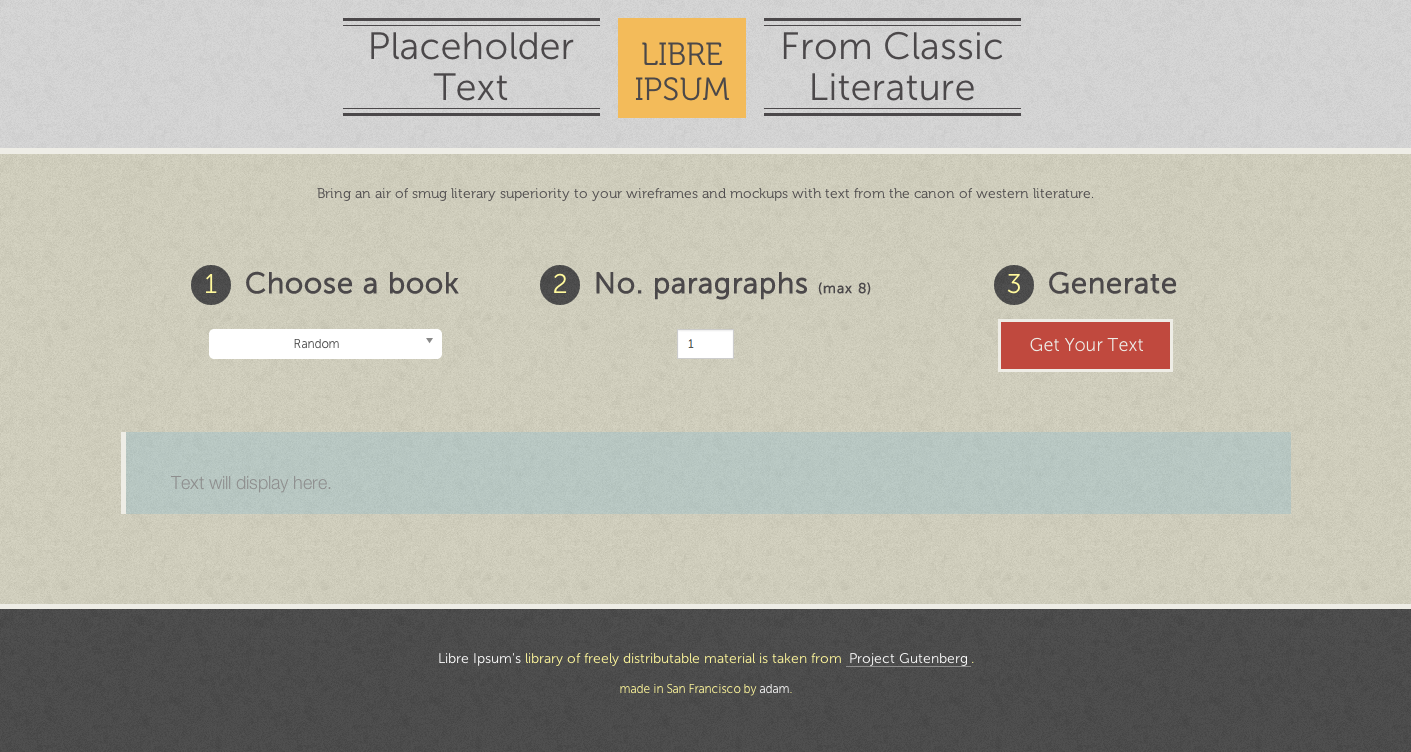 Placeholder
Text
LIBRE
IPSUM
From Classic
Literature
Bring an air of smug literary superiority to your wireframes and mockups with text from the canon of western literature.
1 Choose a book
Random
2 No. paragraphs (max 8)
1
3 Generate
Get Your Text
Text will display here.
Libre Ipsum's library of freely distributable material is taken from Project Gutenberg.
made in San Francisco by adam.